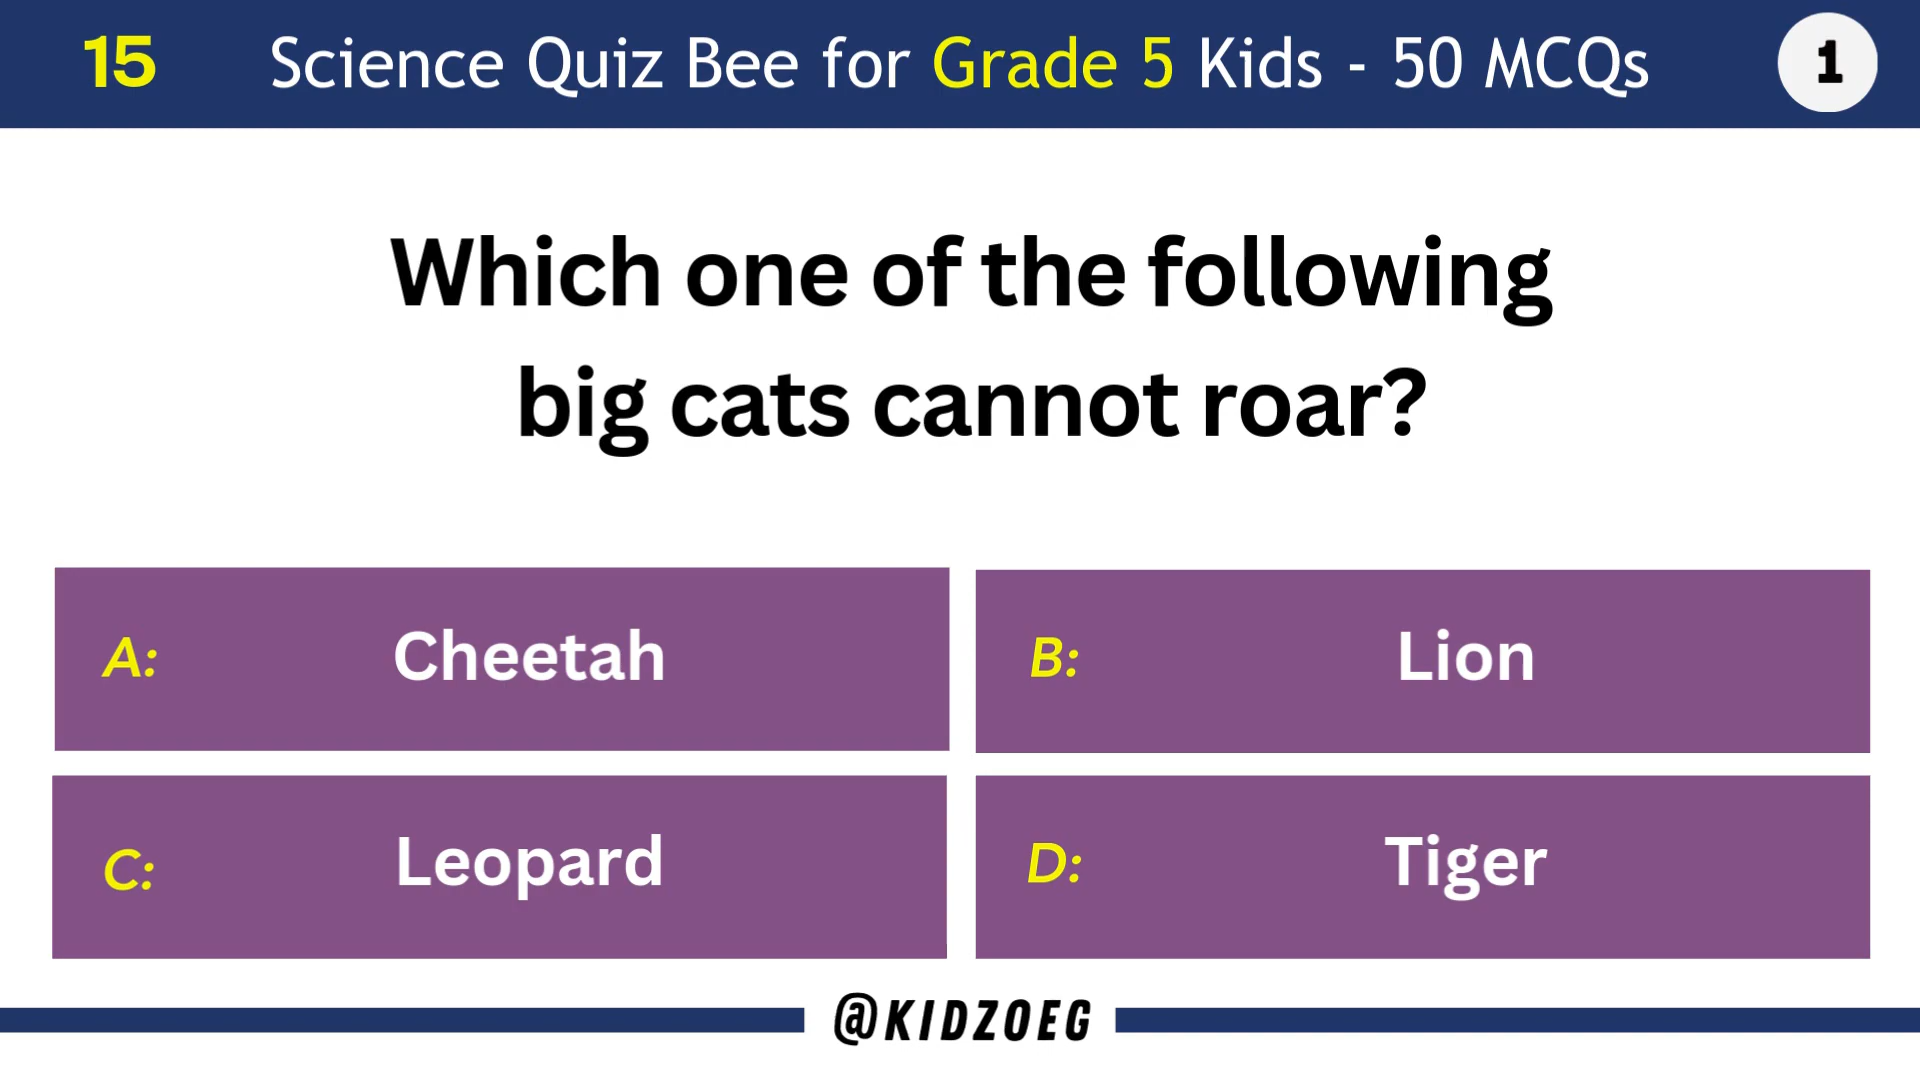 15 Science Quiz Bee for Grade 5 Kids - 50 MCQs 1
Which one of the following
big cats cannot roar?
A: Cheetah
B: Lion
C: Leopard
D: Tiger
@KIDZOEG